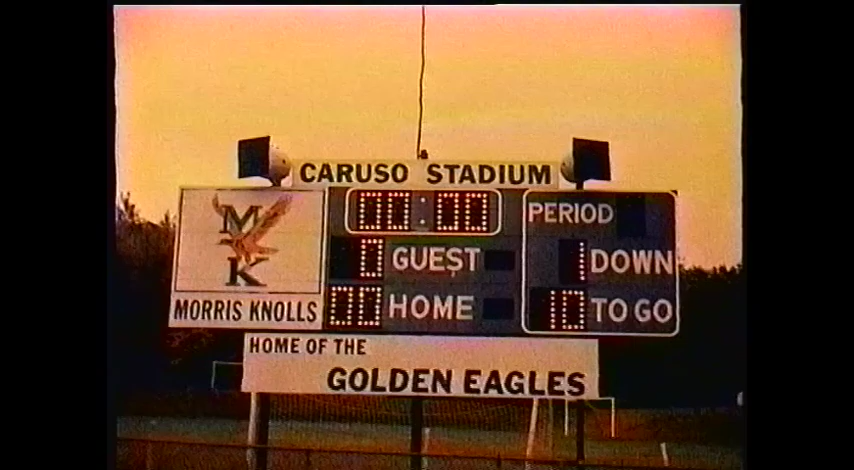 CARUSO STADIUM
MK
MORRIS KNOLLS
00:00
PERIOD
0 GUEST
1 DOWN
00 HOME
10 TO GO
HOME OF THE
GOLDEN EAGLES